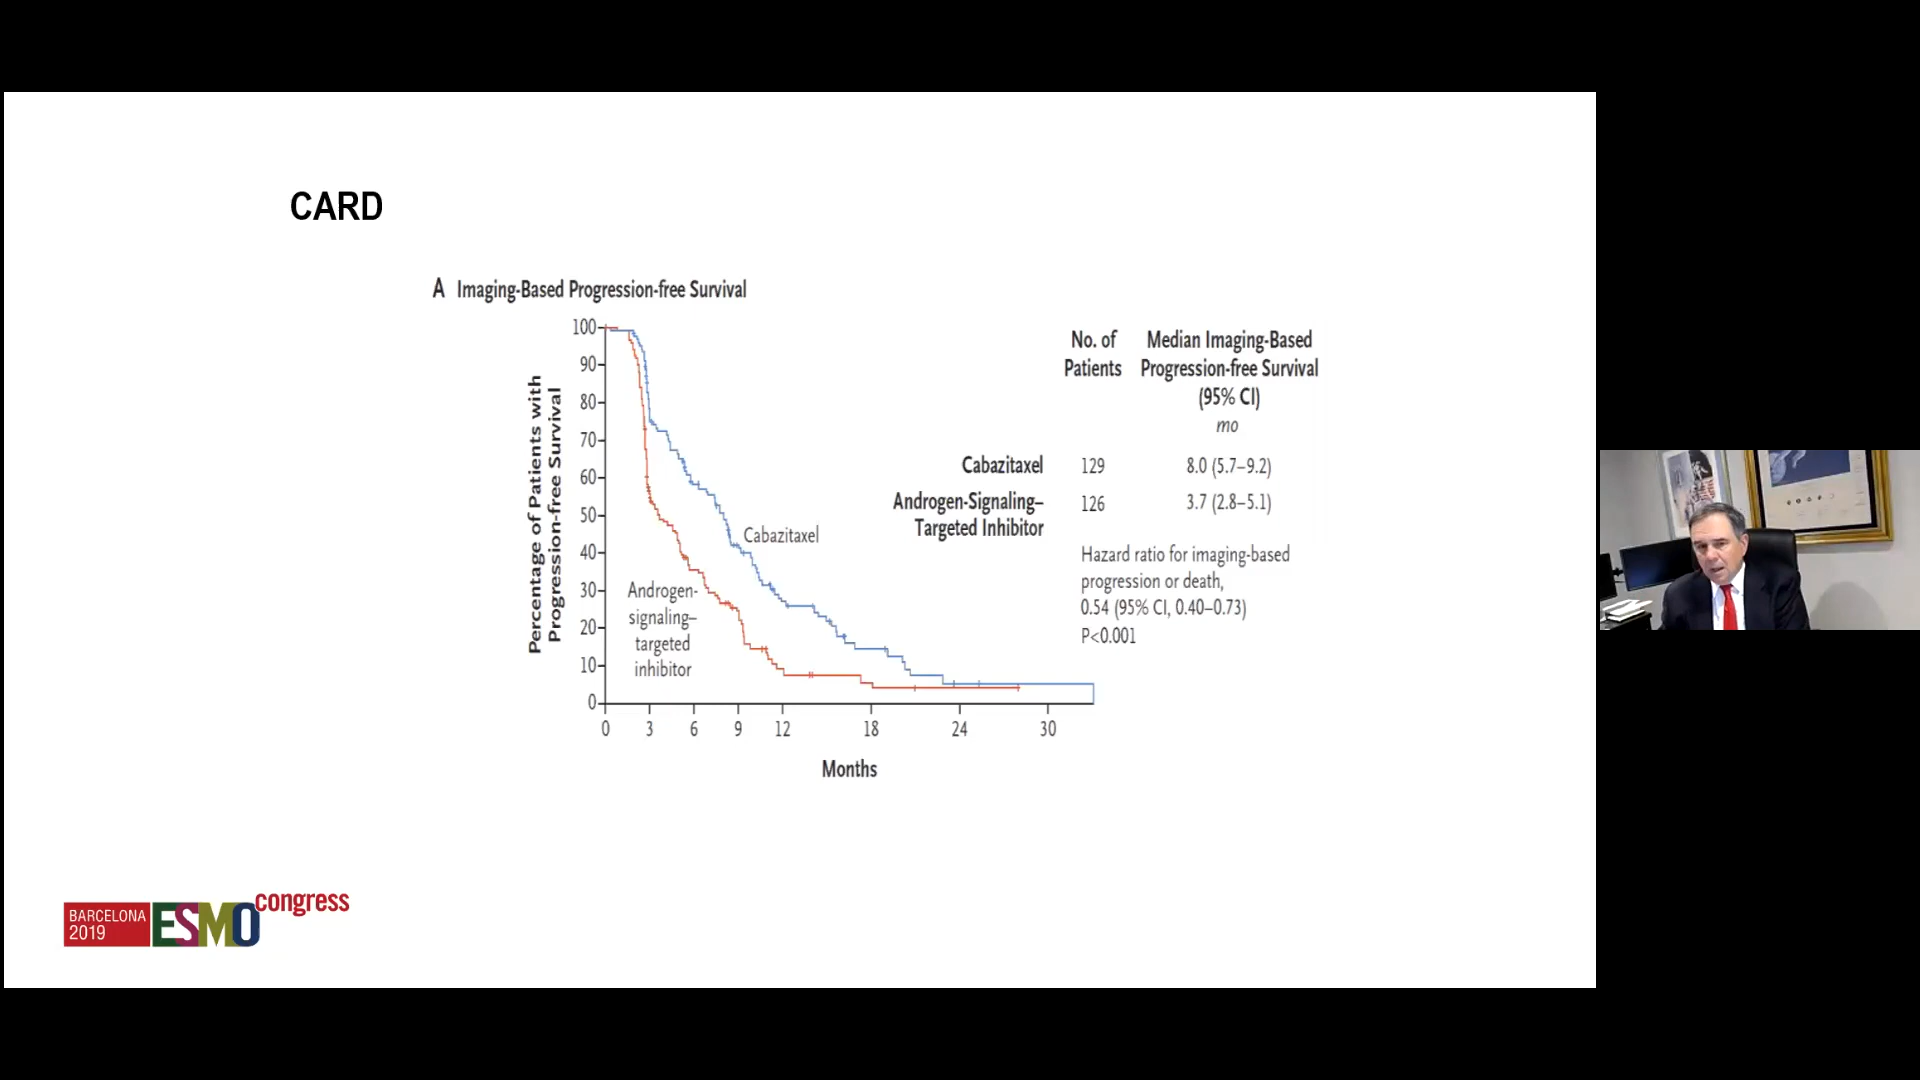 CARD
A Imaging-Based Progression-free Survival
Percentage of Patients with
Progression-free Survival
100
90
80
70
60
50
40
30
20
10
0
0 3 6 9 12 18 24 30
Months
Cabazitaxel
Androgen-
signaling–
targeted
inhibitor
No. of
Patients
Median Imaging-Based
Progression-free Survival
(95% CI)
mo
Cabazitaxel 129 8.0 (5.7–9.2)
Androgen-Signaling–
Targeted Inhibitor
126 3.7 (2.8–5.1)
Hazard ratio for imaging-based
progression or death,
0.54 (95% CI, 0.40–0.73)
P<0.001
BARCELONA
2019
ESMO
congress